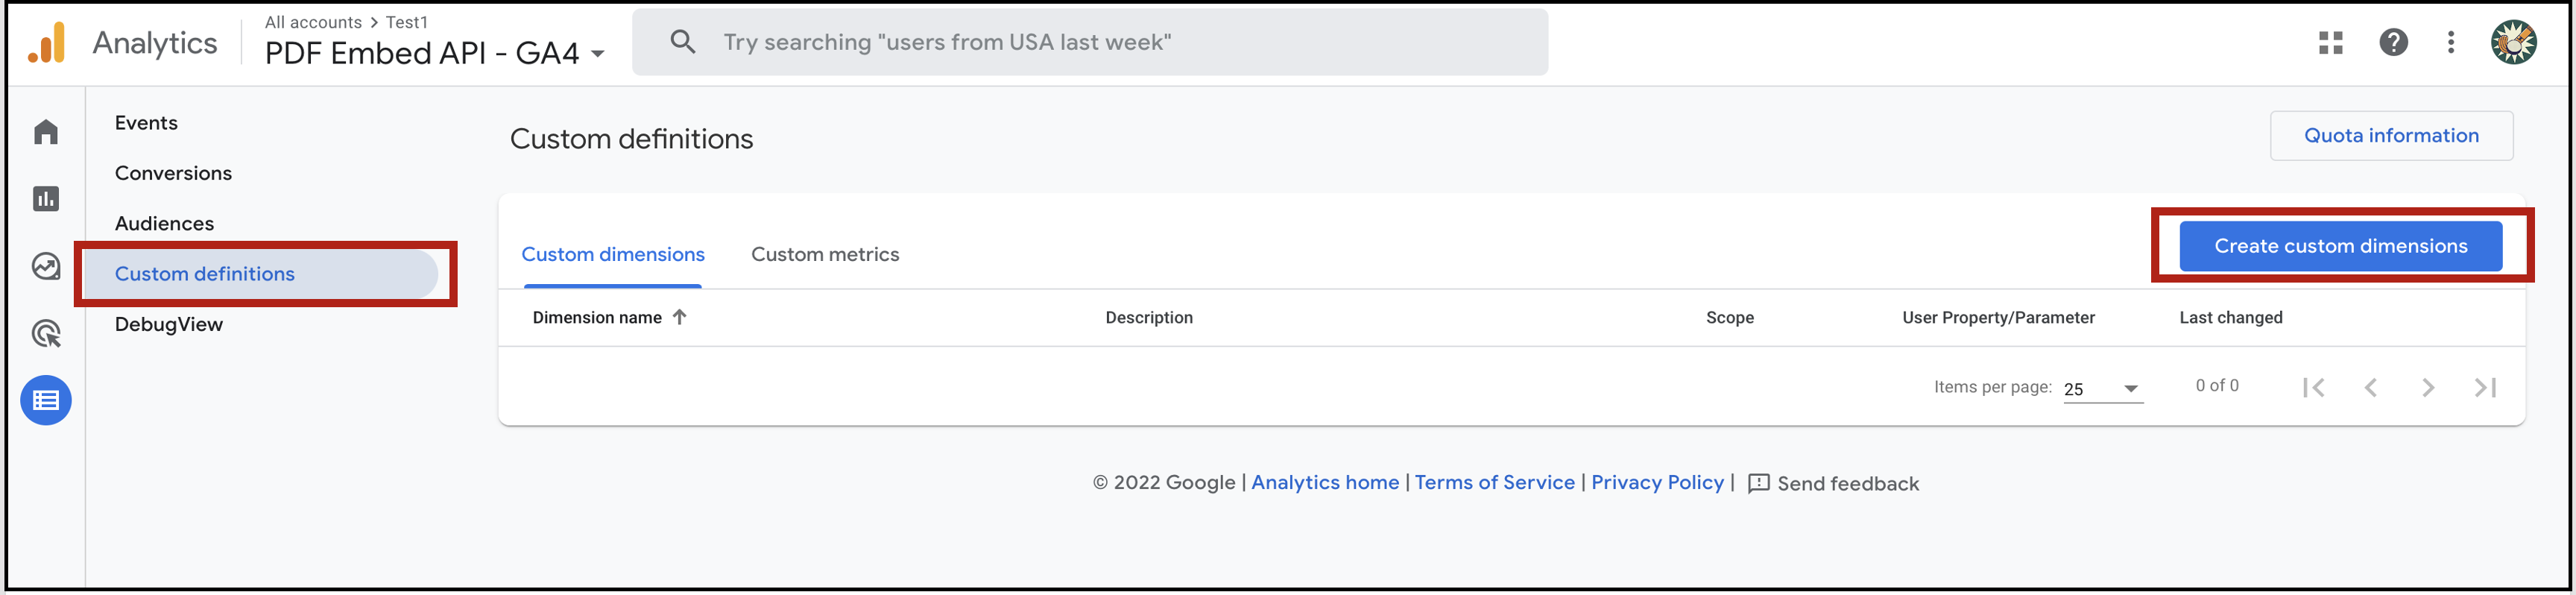 Analytics
All accounts > Test1
PDF Embed API - GA4
Try searching "users from USA last week"
Events
Conversions
Audiences
Custom definitions
DebugView
Custom definitions
Quota information
Custom dimensions Custom metrics
Create custom dimensions
Dimension name Description Scope User Property/Parameter Last changed
Items per page: 25 0 of 0
© 2022 Google | Analytics home | Terms of Service | Privacy Policy | Send feedback